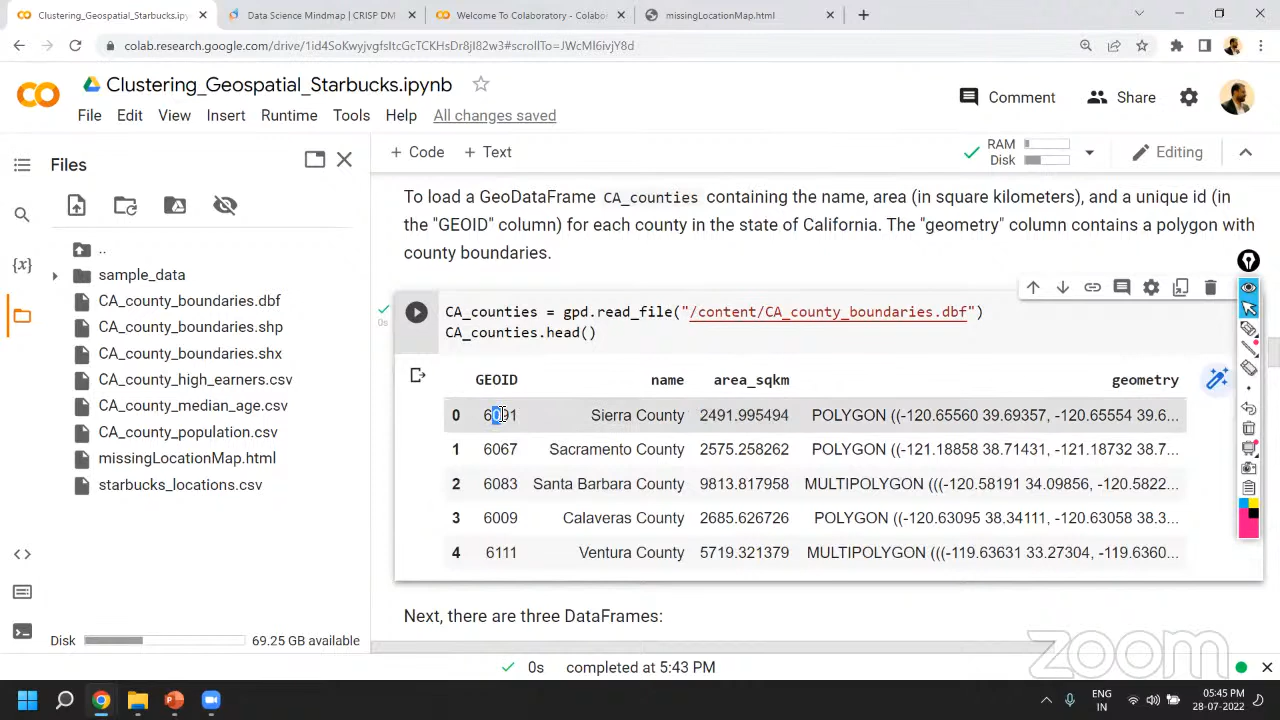 Clustering_Geospatial_Starbucks.ipyn
Data Science Mindmap | CRISP DM
Welcome To Colaboratory - Colabo
missingLocationMap.html
colab.research.google.com/drive/1id4SoKwyjvgfsItcGcTCKHsDr8jI82w3#scrollTo=JWcMl6ivjY8d
Clustering_Geospatial_Starbucks.ipynb
Comment
Share
File Edit View Insert Runtime Tools Help All changes saved
Files
+ Code + Text
RAM
Disk
Editing
..
sample_data
CA_county_boundaries.dbf
CA_county_boundaries.shp
CA_county_boundaries.shx
CA_county_high_earners.csv
CA_county_median_age.csv
CA_county_population.csv
missingLocationMap.html
starbucks_locations.csv
Disk 69.25 GB available
To load a GeoDataFrame CA_counties containing the name, area (in square kilometers), and a unique id (in
the "GEOID" column) for each county in the state of California. The "geometry" column contains a polygon with
county boundaries.
0s
CA_counties = gpd.read_file("/content/CA_county_boundaries.dbf")
CA_counties.head()
GEOID name area_sqkm geometry
0 6091 Sierra County 2491.995494 POLYGON ((-120.65560 39.69357, -120.65554 39.6...
1 6067 Sacramento County 2575.258262 POLYGON ((-121.18858 38.71431, -121.18732 38.7...
2 6083 Santa Barbara County 9813.817958 MULTIPOLYGON (((-120.58191 34.09856, -120.5822...
3 6009 Calaveras County 2685.626726 POLYGON ((-120.63095 38.34111, -120.63058 38.3...
4 6111 Ventura County 5719.321379 MULTIPOLYGON (((-119.63631 33.27304, -119.6360...
Next, there are three DataFrames:
zoom
0s completed at 5:43 PM
ENG
IN
05:45 PM
28-07-2022